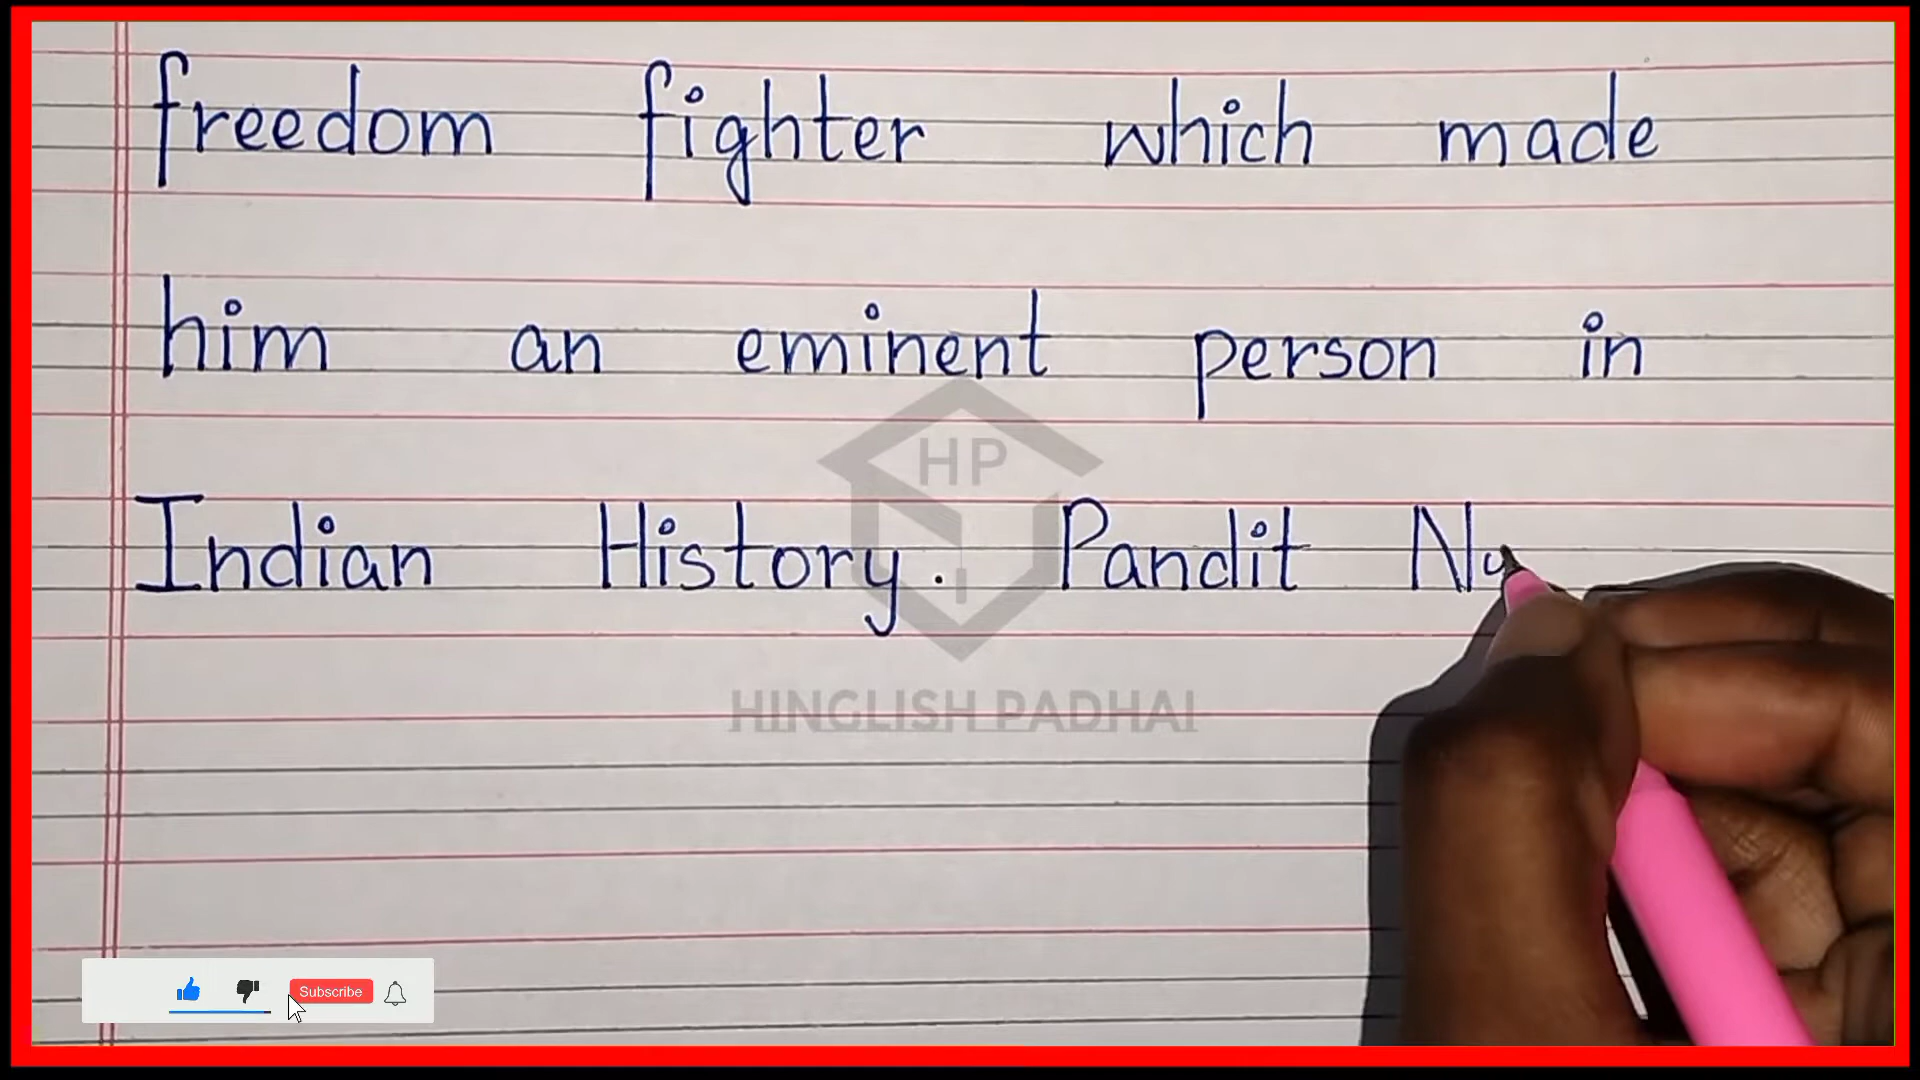 freedom fighter which made
him an eminent person in
Indian History. Pandit
HP
I
HINGLISH PADHAI
Subscribe